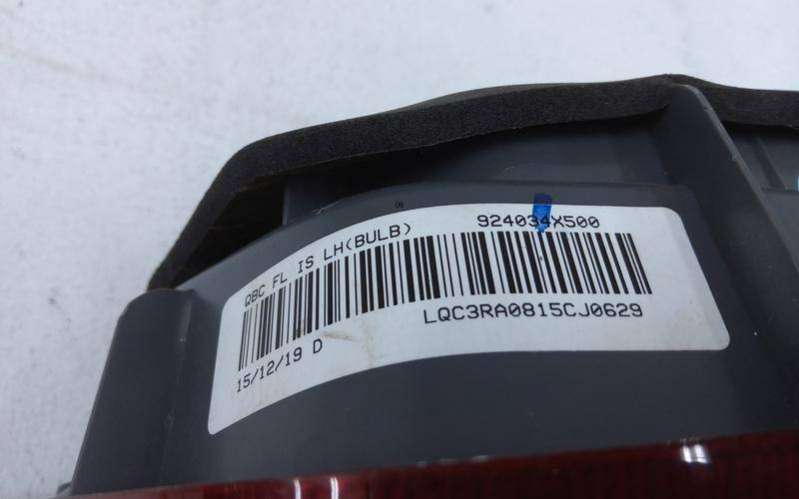 QBC FL IS LH(BULB) 924034X500
LQC3RA0815CJ0629
15/12/19 D